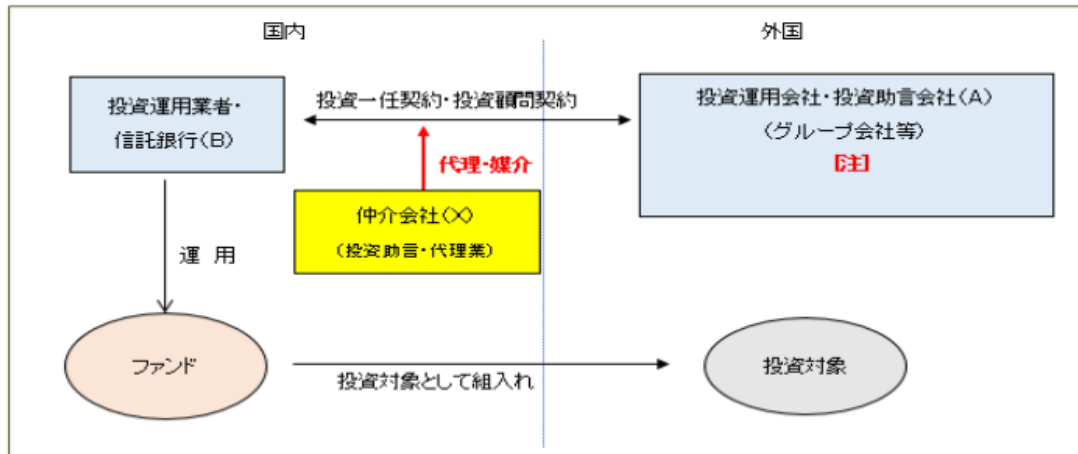 国内
外国
投資運用業者・
信託銀行(B)
投資一任契約・投資顧問契約
投資運用会社・投資助言会社(A)
(グループ会社等)
[注]
代理・媒介
仲介会社(X)
(投資助言・代理業)
運 用
ファンド
投資対象として組入れ
投資対象